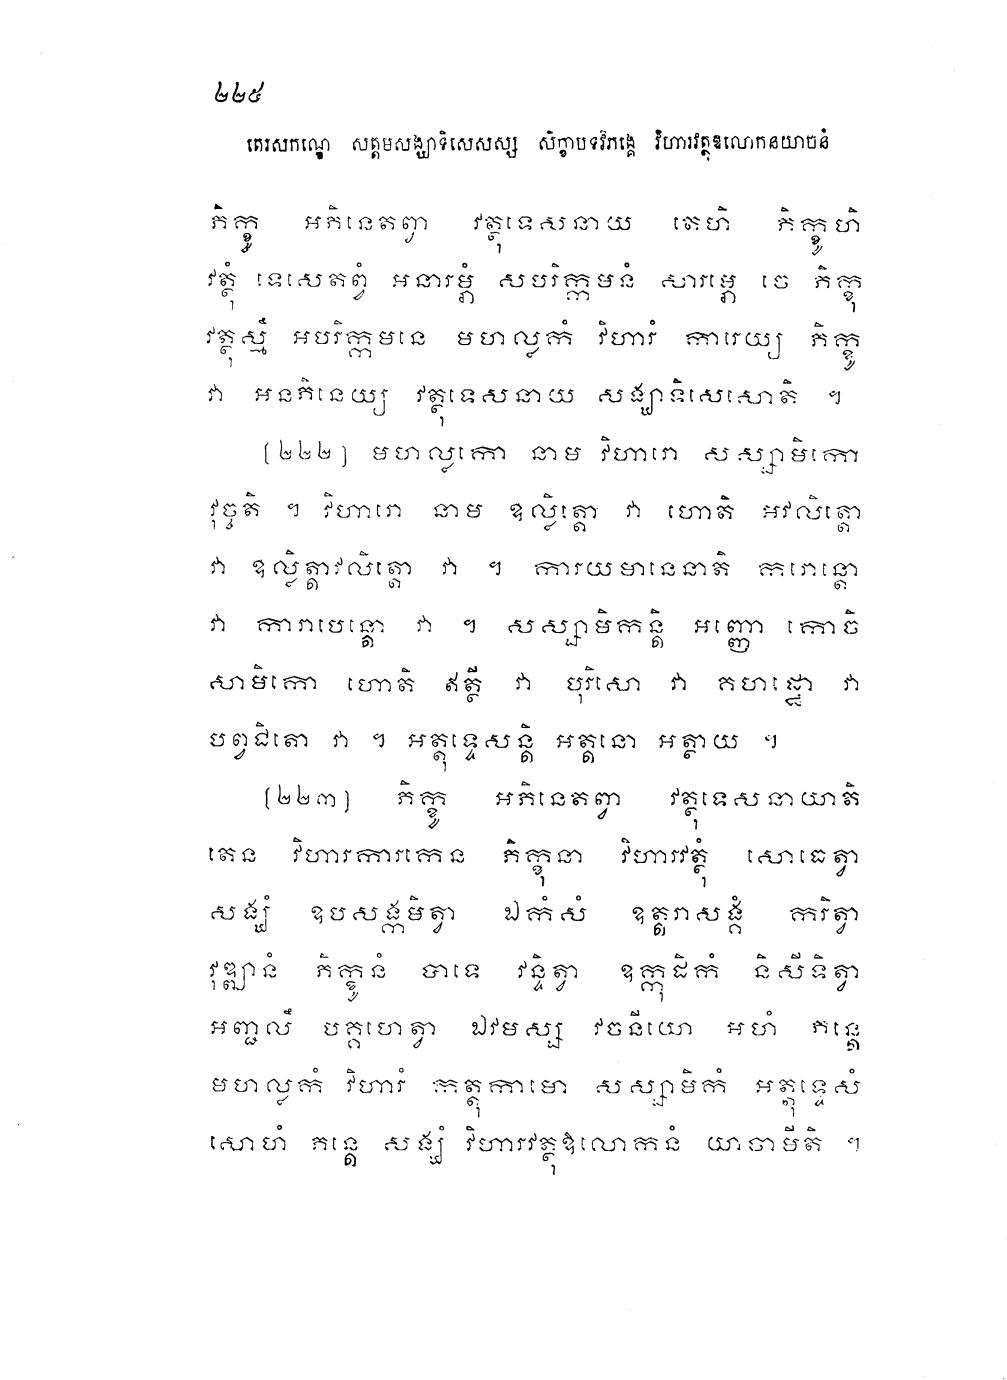 ២២៥
តេរសកណ្ឌេ សត្តមសង្ឃាទិសេសស្ស សិក្ខាបទវិភង្គេ វិហារវត្ថុឱលោកនយាចនំ
ភិក្ខូ អភិនេតព្វា វត្ថុទេសនាយ តេហិ ភិក្ខូហិ
វត្ថុំ ទេសេតព្វំ អនារម្ភំ សបរិក្កមនំ សារម្ភេ ចេ ភិក្ខុ
វត្ថុស្មឹ អបរិក្កមនេ មហល្លកំ វិហារំ ការេយ្យ ភិក្ខូ
វា អនភិនេយ្យ វត្ថុទេសនាយ សង្ឃាទិសេសោតិ ។
(២២២) មហល្លកោ នាម វិហារោ សស្សាមិកោ
វុច្ចតិ ។ វិហារោ នាម ឧល្លិត្តោ វា ហោតិ អវលិត្តោ
វា ឧល្លិត្តាវលិត្តោ វា ។ ការយមានេនាតិ ករោន្តោ
វា ការាបេន្តោ វា ។ សស្សាមិកន្តិ អញ្ញោ កោចិ
សាមិកោ ហោតិ ឥត្ថី វា បុរិសោ វា គហដ្ឋោ វា
បព្វជិតោ វា ។ អត្តុទ្ទេសន្តិ អត្តនោ អត្ថាយ ។
(២២៣) ភិក្ខូ អភិនេតព្វា វត្ថុទេសនាយាតិ
តេន វិហារការកេន ភិក្ខុនា វិហារវត្ថុំ សោធេត្វា
សង្ឃំ ឧបសង្កមិត្វា ឯកំសំ ឧត្តរាសង្គំ ករិត្វា
វុឌ្ឍានំ ភិក្ខូនំ បាទេ វន្ទិត្វា ឧក្កុដិកំ និសីទិត្វា
អញ្ជលឹ បគ្គហេត្វា ឯវមស្ស វចនីយោ អហំ ភន្តេ
មហល្លកំ វិហារំ កត្តុកាមោ សស្សាមិកំ អត្តុទ្ទេសំ
សោហំ ភន្តេ សង្ឃំ វិហារវត្ថុឱលោកនំ យាចាមីតិ ។